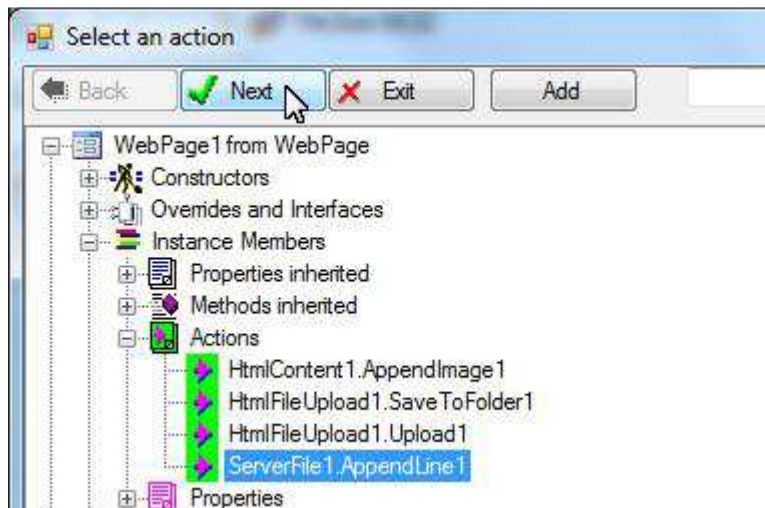 Select an action
Back Next Exit Add
WebPage1 from WebPage
Constructors
Overrides and Interfaces
Instance Members
Properties inherited
Methods inherited
Actions
HtmlContent1.AppendImage1
HtmlFileUpload1.SaveToFolder1
HtmlFileUpload1.Upload1
ServerFile1.AppendLine1
Properties